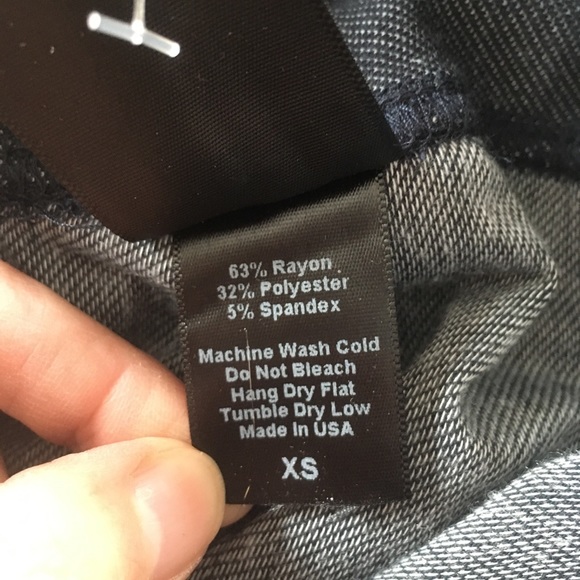 63% Rayon
32% Polyester
5% Spandex
Machine Wash Cold
Do Not Bleach
Hang Dry Flat
Tumble Dry Low
Made In USA
XS